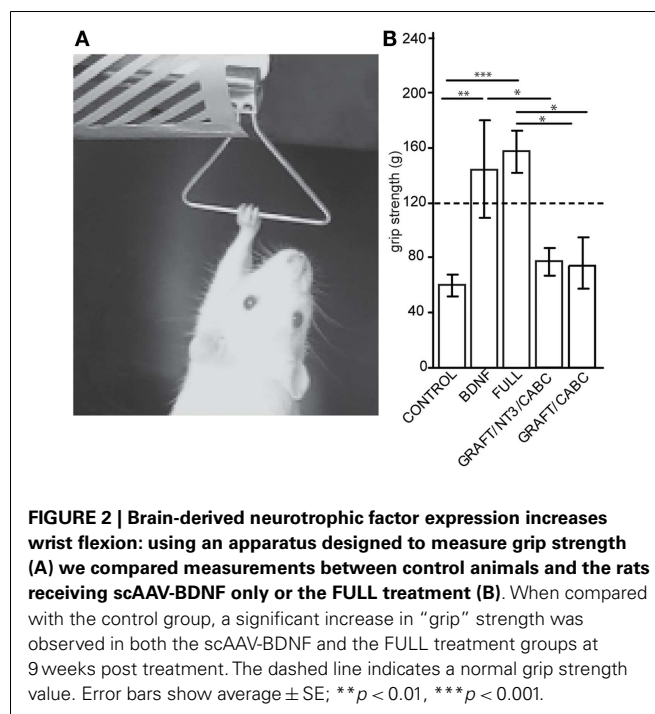 A
B
240
200
160
120
80
40
0
grip strength (g)
***
**
*
*
*
CONTROL
BDNF
FULL
GRAFT/NT3/CABC
GRAFT/CABC
FIGURE 2 | Brain-derived neurotrophic factor expression increases
wrist flexion: using an apparatus designed to measure grip strength
(A) we compared measurements between control animals and the rats
receiving scAAV-BDNF only or the FULL treatment (B). When compared
with the control group, a significant increase in “grip” strength was
observed in both the scAAV-BDNF and the FULL treatment groups at
9 weeks post treatment. The dashed line indicates a normal grip strength
value. Error bars show average ± SE; **p < 0.01, ***p < 0.001.